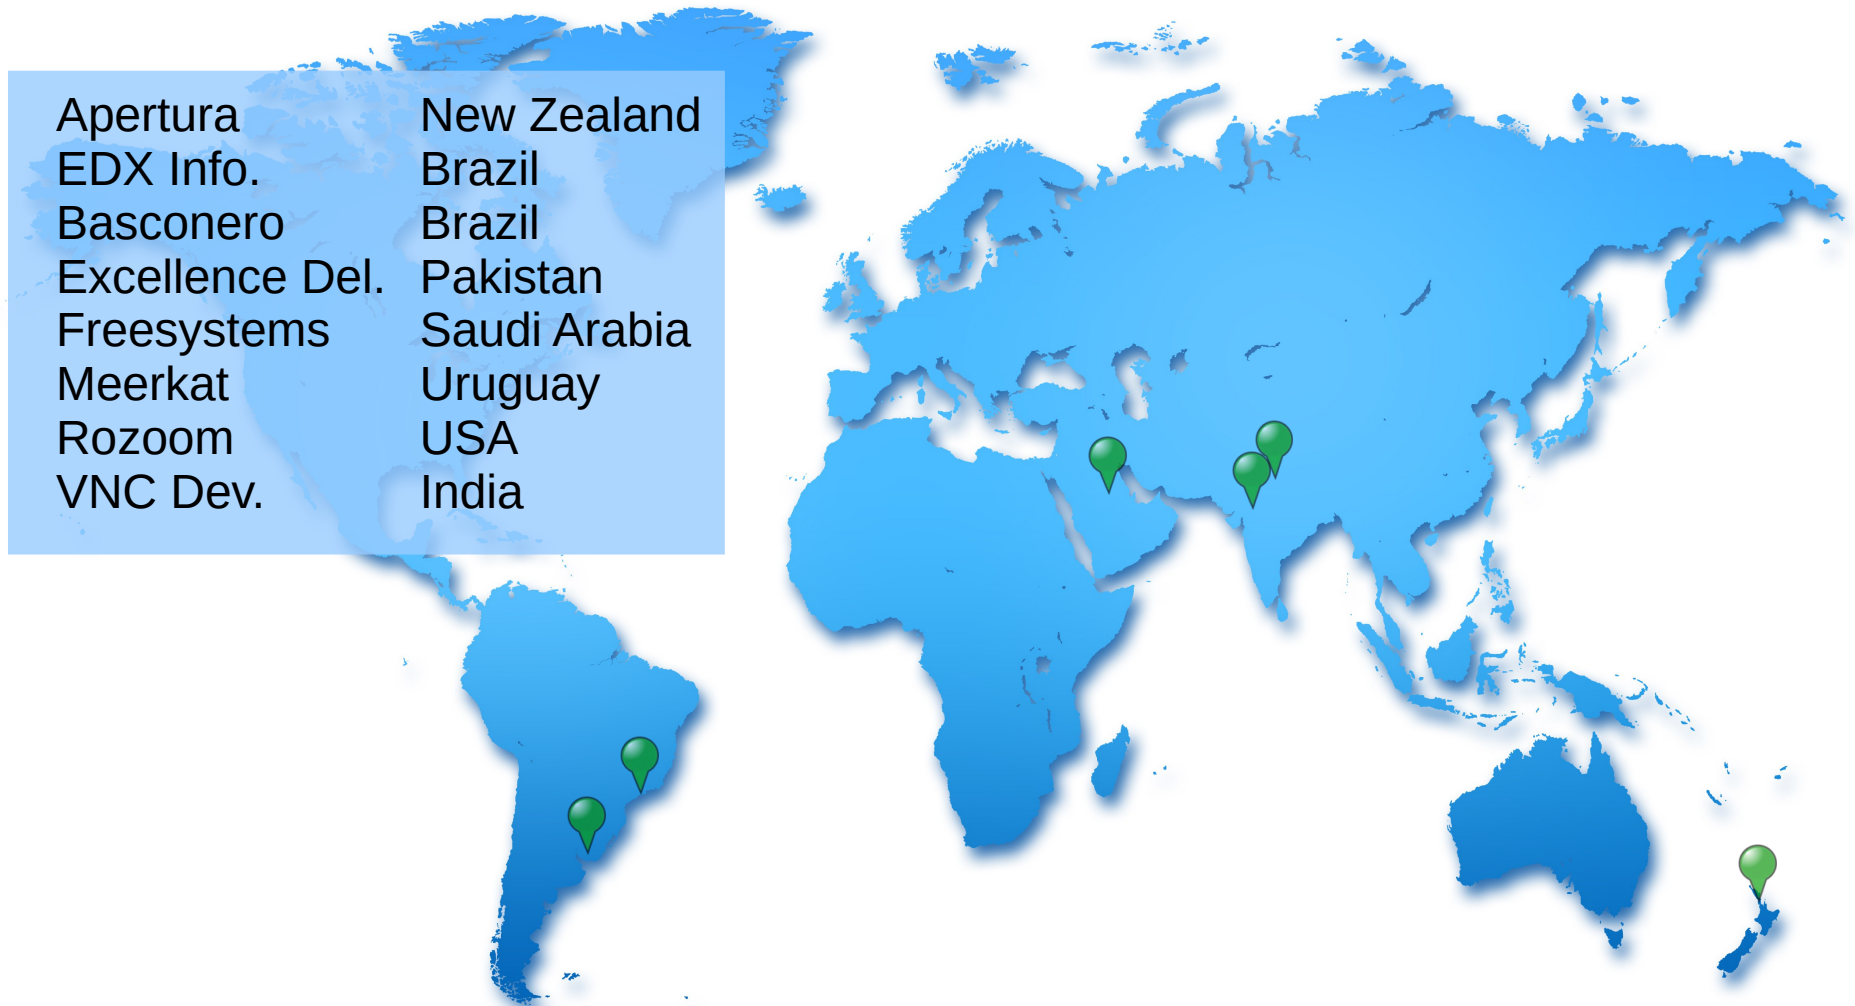 Apertura New Zealand
EDX Info. Brazil
Basconero Brazil
Excellence Del. Pakistan
Freesystems Saudi Arabia
Meerkat Uruguay
Rozoom USA
VNC Dev. India